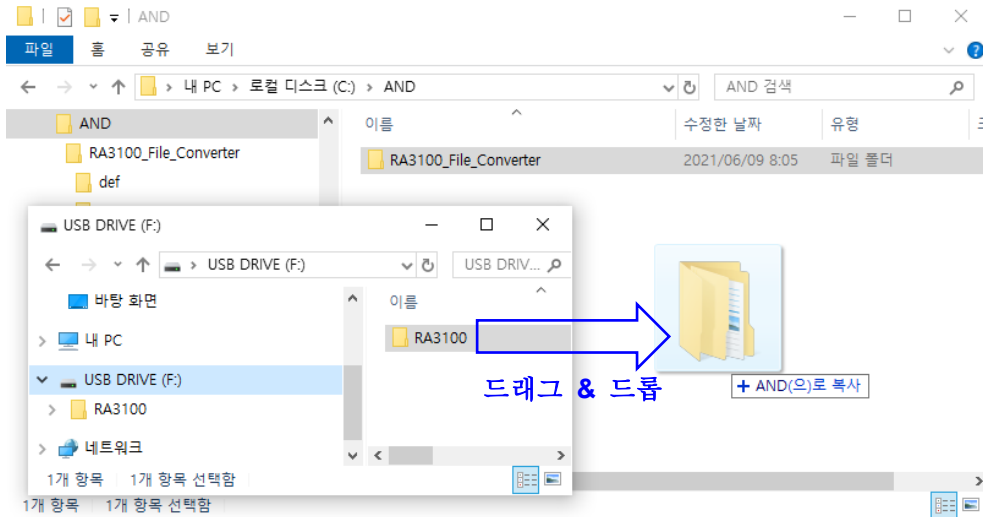 AND
파일 홈 공유 보기
내 PC 로컬 디스크 (C:) AND
AND 검색
AND
RA3100_File_Converter
def
이름 수정한 날짜 유형
RA3100_File_Converter 2021/06/09 8:05 파일 폴더
USB DRIVE (F:)
USB DRIVE (F:)
USB DRIV...
바탕 화면
내 PC
USB DRIVE (F:)
RA3100
네트워크
이름
RA3100
드래그 & 드롭
+ AND(으)로 복사
1개 항목 1개 항목 선택함
1개 항목 1개 항목 선택함